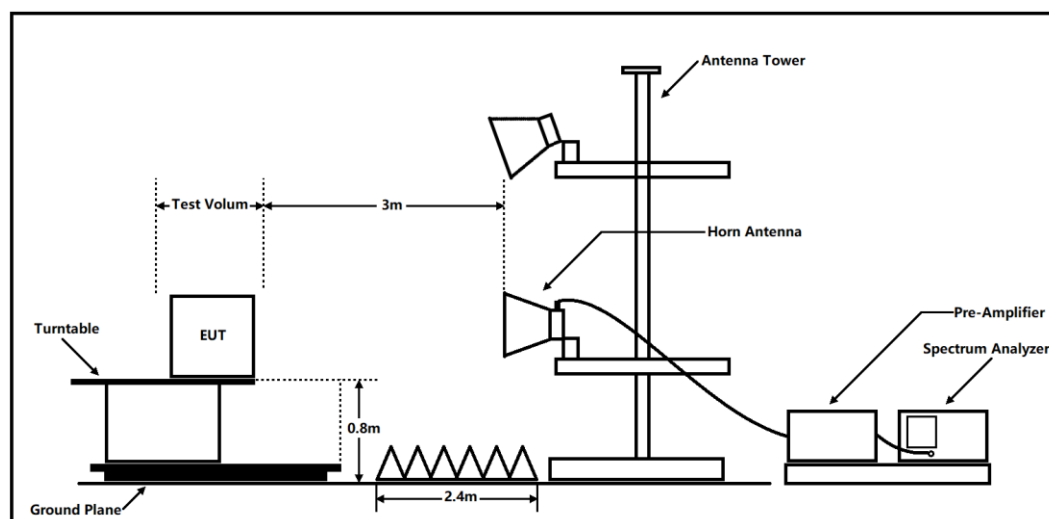 Antenna Tower
Test Volum
3m
Horn Antenna
EUT
Turntable
Pre-Amplifier
Spectrum Analyzer
0.8m
2.4m
Ground Plane